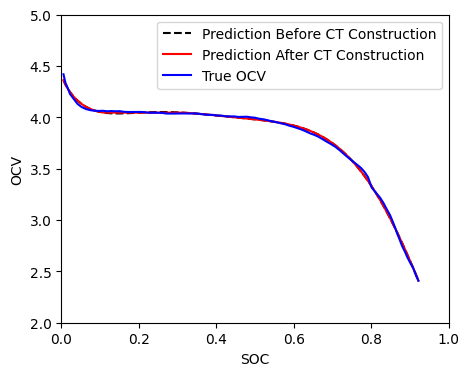 5.0
4.5
4.0
3.5
3.0
2.5
2.0
OCV
Prediction Before CT Construction
Prediction After CT Construction
True OCV
0.0 0.2 0.4 0.6 0.8 1.0
SOC